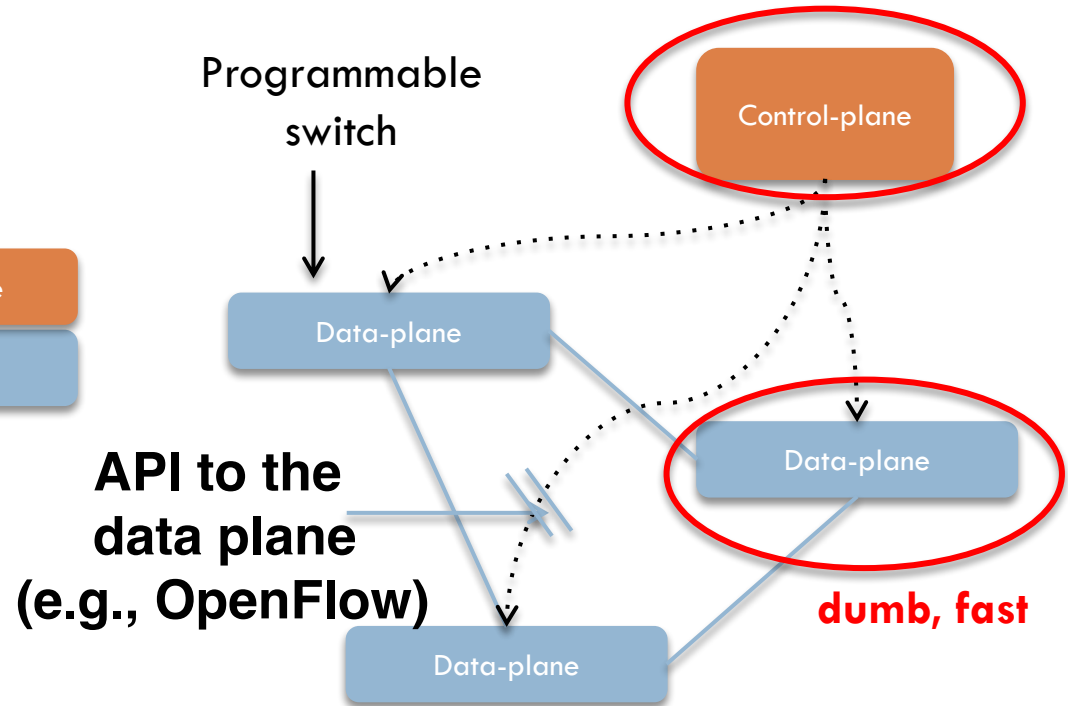 Programmable
switch
Control-plane
e
Data-plane
Data-plane
API to the
data plane
(e.g., OpenFlow)
dumb, fast
Data-plane